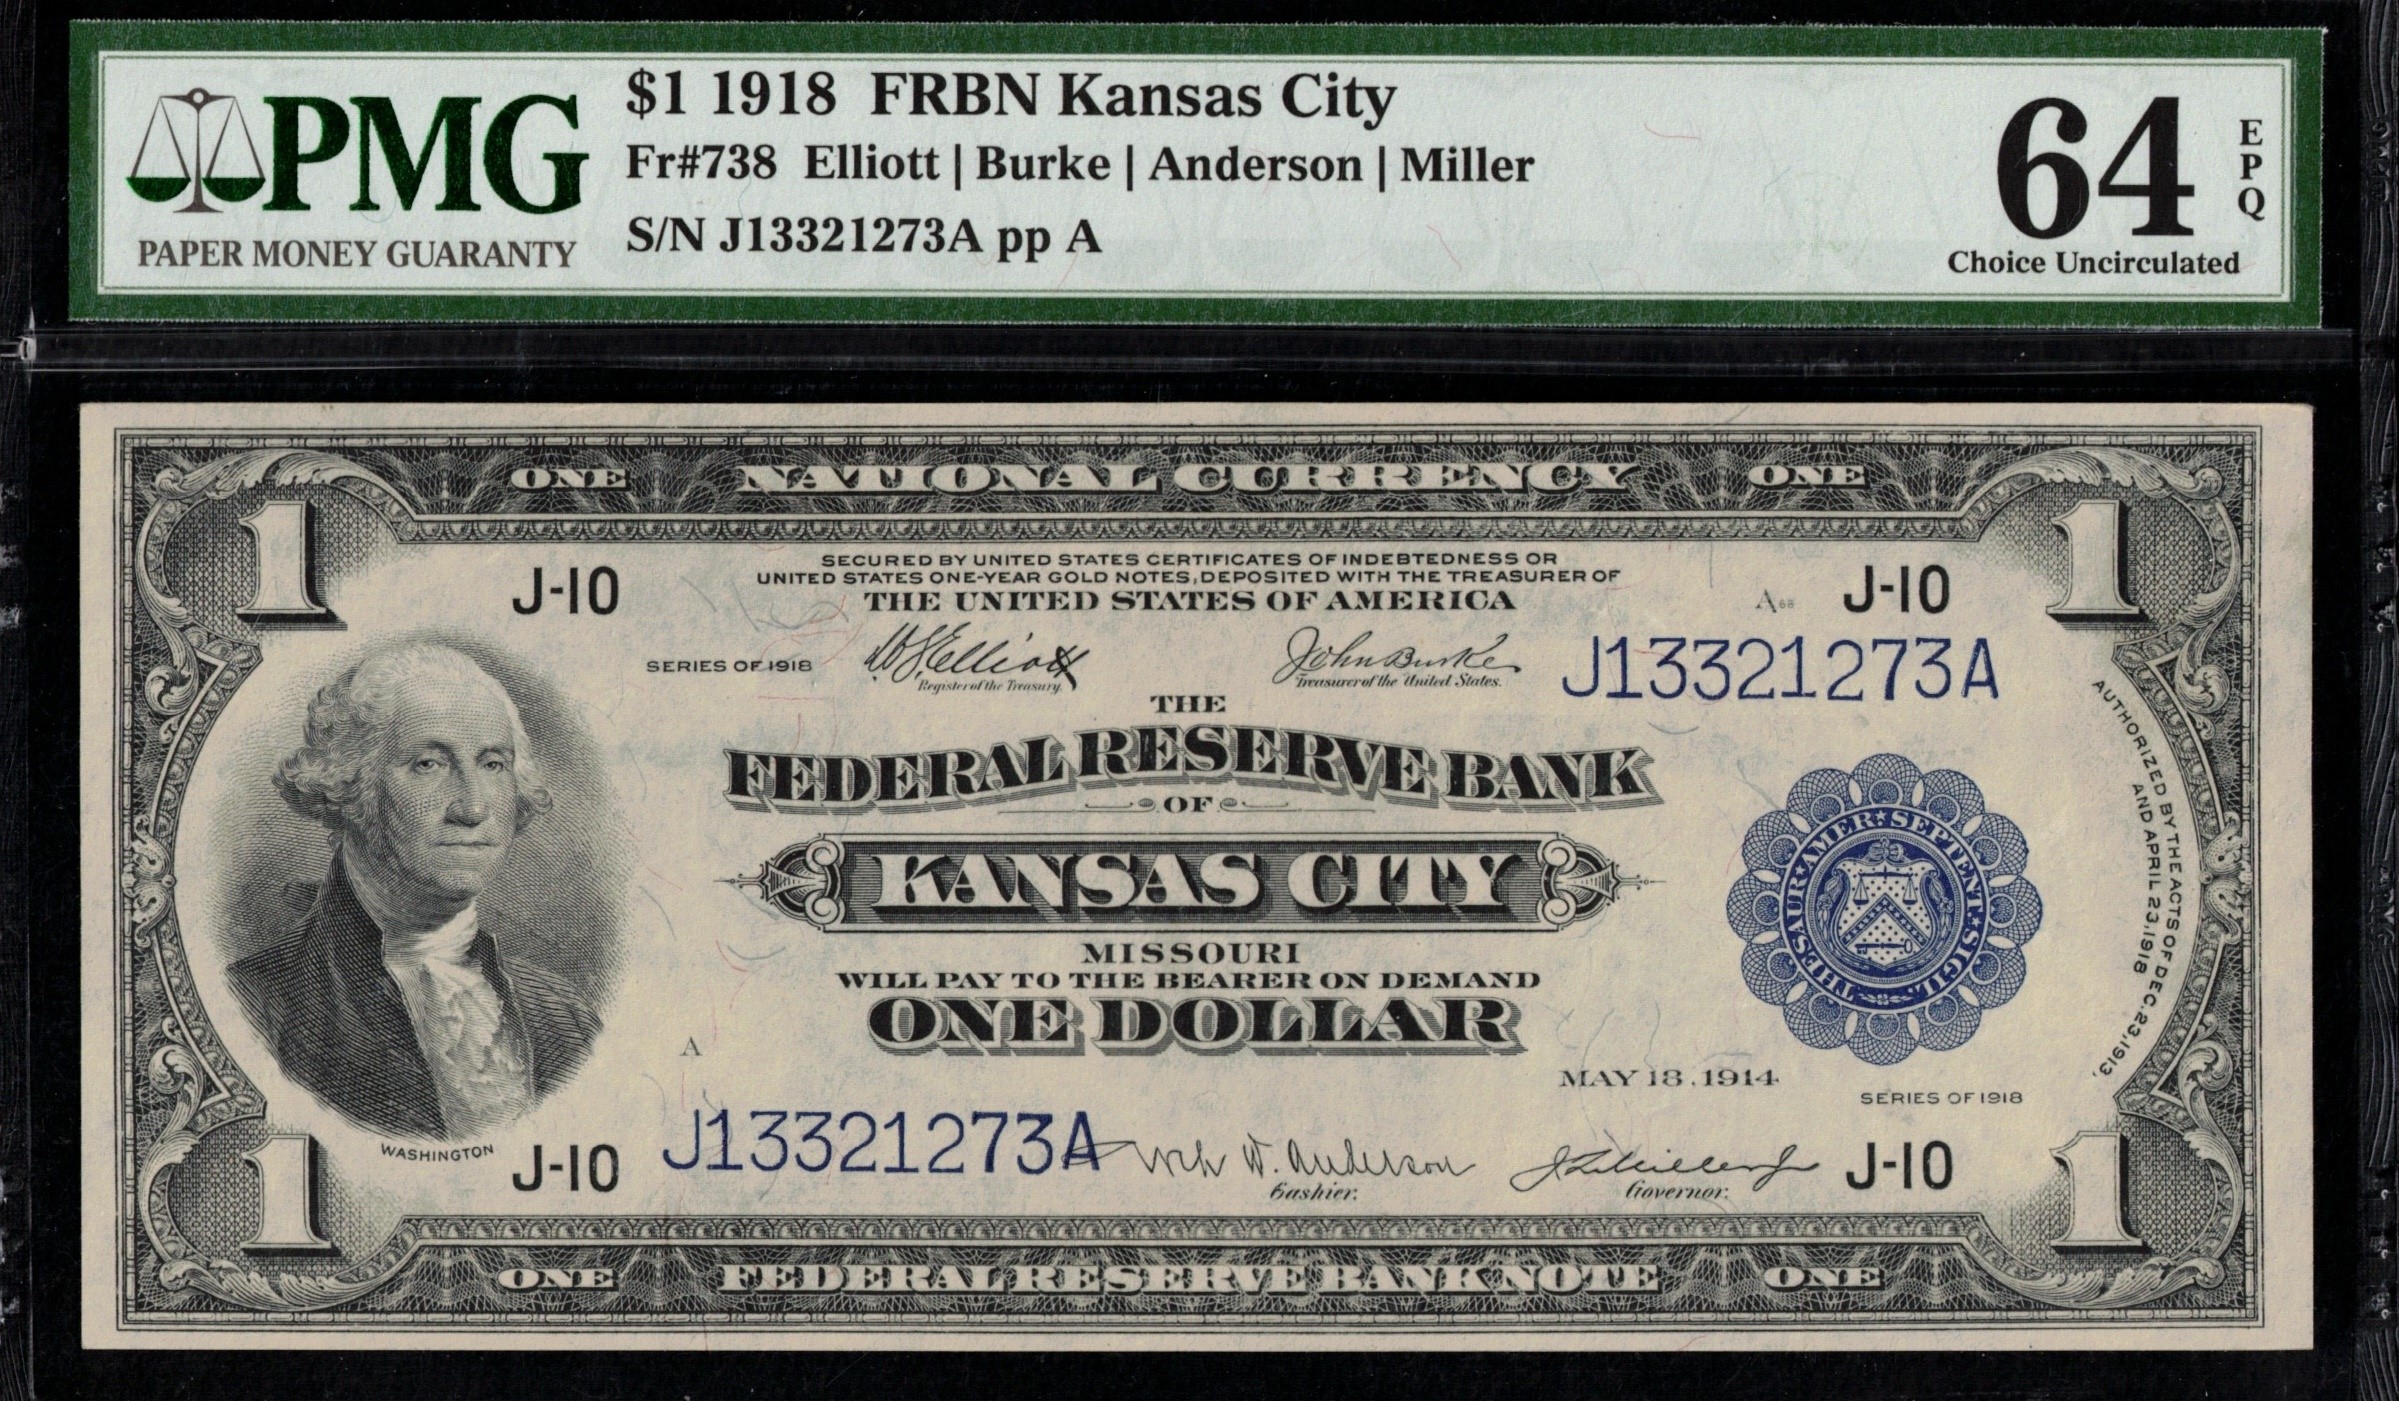 PMG
PAPER MONEY GUARANTY
$1 1918 FRBN Kansas City
Fr#738 Elliott | Burke | Anderson | Miller
S/N J13321273A pp A
64
EPQ
Choice Uncirculated
ONE NATIONAL CURRENCY ONE
1 1
SECURED BY UNITED STATES CERTIFICATES OF INDEBTEDNESS OR
UNITED STATES ONE-YEAR GOLD NOTES, DEPOSITED WITH THE TREASURER OF
THE UNITED STATES OF AMERICA
J-10 A J-10
SERIES OF 1918
Elliott
Register of the Treasury.
John Burke
Treasurer of the United States.
J13321273A
THE
FEDERAL RESERVE BANK
OF
KANSAS CITY
MISSOURI
WILL PAY TO THE BEARER ON DEMAND
ONE DOLLAR
THESAUR·AMER·SEPTENT·SIGIL·
AUTHORIZED BY THE ACTS OF DEC. 23, 1913,
AND APRIL 23, 1918
A
MAY 18, 1914
SERIES OF 1918
WASHINGTON
J-10 J13321273A
W. Anderson
Cashier.
J Z Miller Jr
Governor.
J-10
1 1
ONE FEDERAL RESERVE BANK NOTE ONE